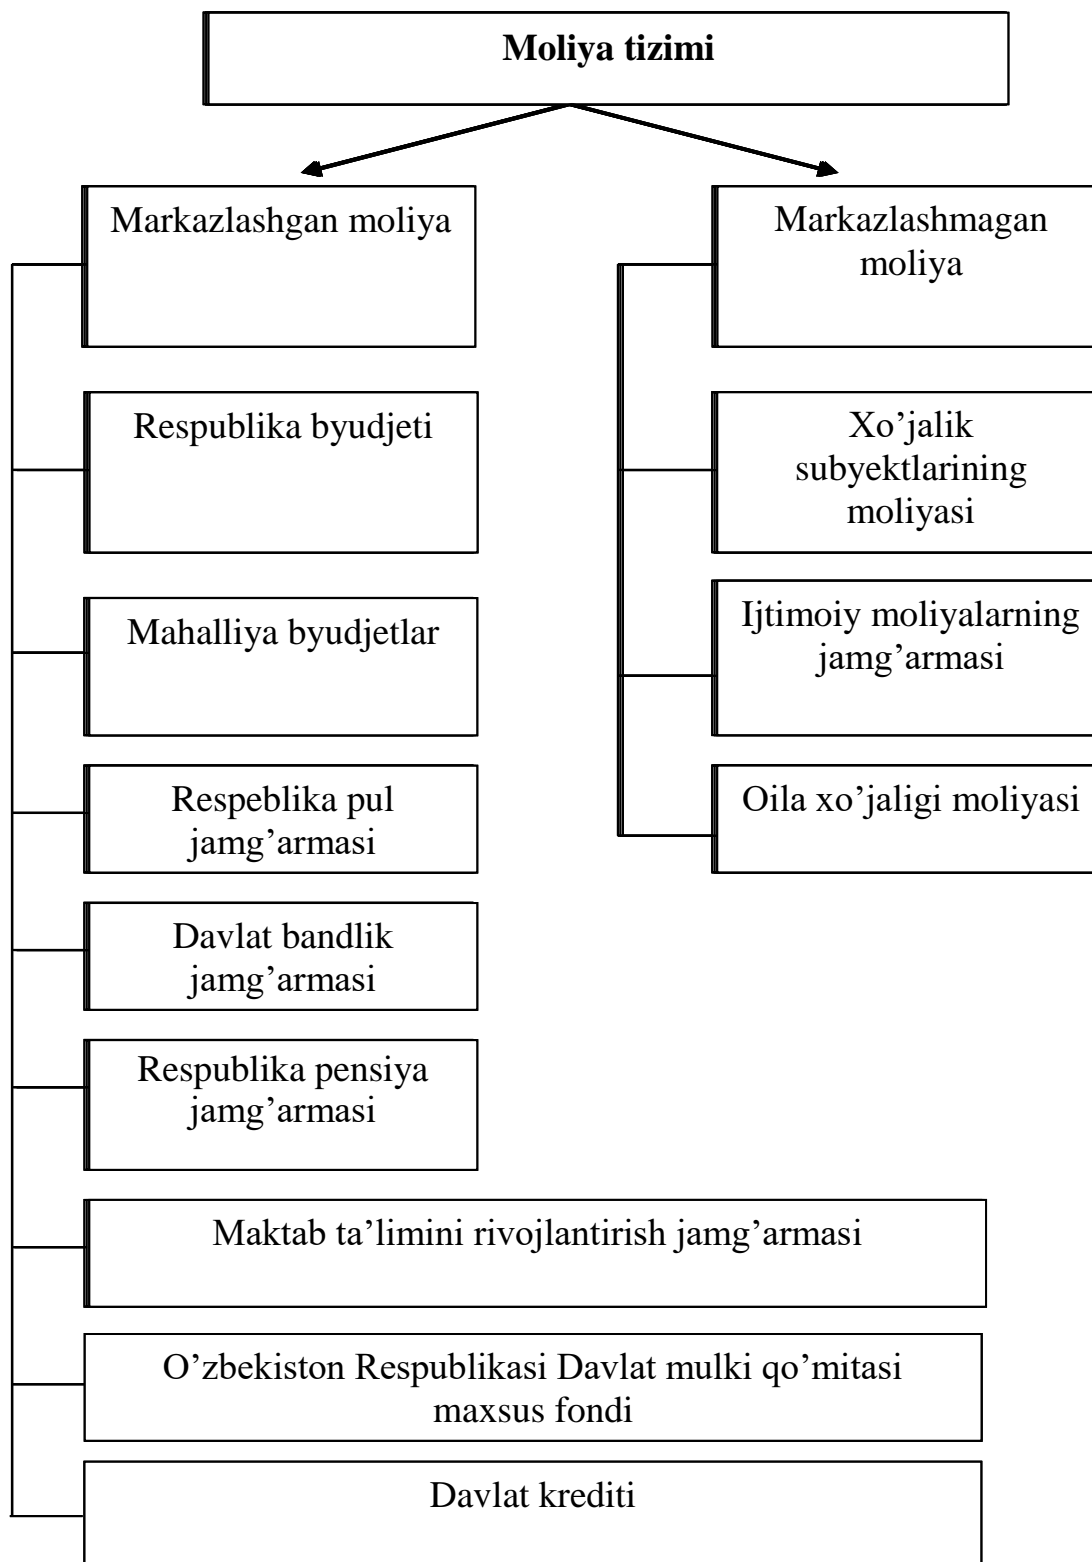 Moliya tizimi
Markazlashgan moliya
Markazlashmagan
moliya
Respublika byudjeti
Xo’jalik
subyektlarining
moliyasi
Mahalliya byudjetlar
Ijtimoiy moliyalarning
jamg’armasi
Respeblika pul
jamg’armasi
Oila xo’jaligi moliyasi
Davlat bandlik
jamg’armasi
Respublika pensiya
jamg’armasi
Maktab ta’limini rivojlantirish jamg’armasi
O’zbekiston Respublikasi Davlat mulki qo’mitasi
maxsus fondi
Davlat krediti